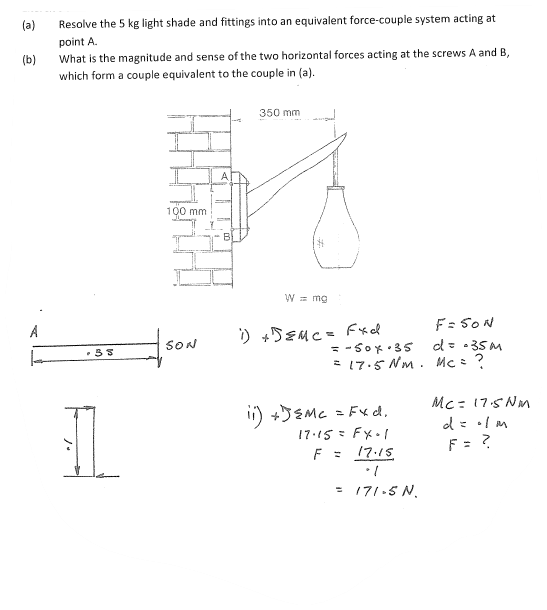 (a) Resolve the 5 kg light shade and fittings into an equivalent force-couple system acting at
point A.
(b) What is the magnitude and sense of the two horizontal forces acting at the screws A and B,
which form a couple equivalent to the couple in (a).
350 mm
A
100 mm
B
W = mg
A
.35
50N
i) +↺ΣMC = F×d
= -50 × .35
= 17.5 Nm.
F = 50N
d = .35m
MC = ?
.1
ii) +↺ΣMC = F×d.
17.15 = F×.1
F = 17.15
.1
= 171.5 N.
MC = 17.5Nm
d = .1 m
F = ?